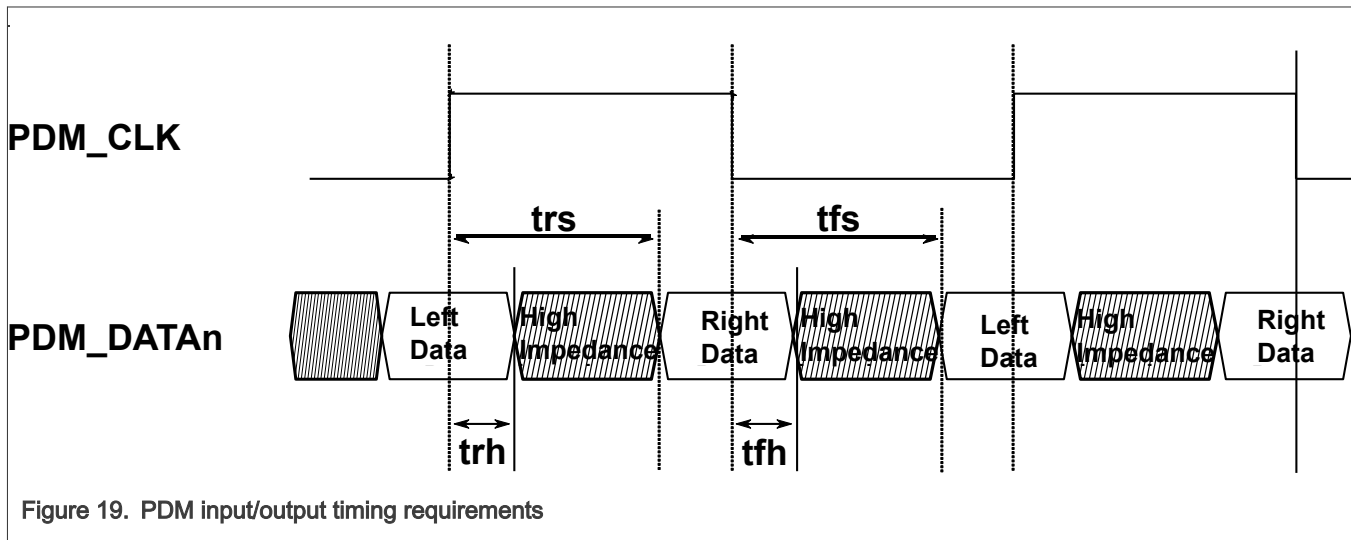 PDM_CLK
trs
tfs
PDM_DATAn
Left
Data
High
Impedance
Right
Data
High
Impedance
Left
Data
High
Impedance
Right
Data
trh
tfh
Figure 19. PDM input/output timing requirements